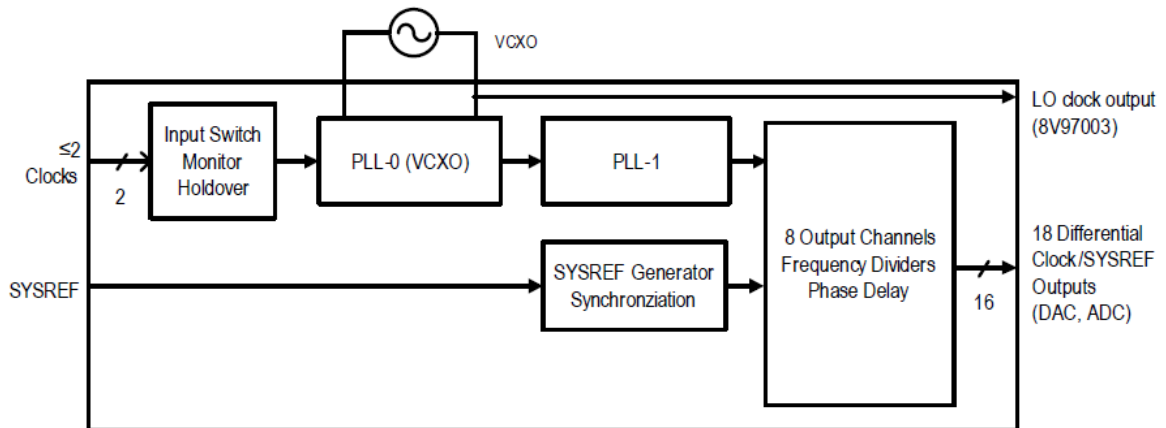 VCXO
LO clock output
(8V97003)
Input Switch
Monitor
Holdover
PLL-0 (VCXO)
PLL-1
≤2
Clocks
2
8 Output Channels
Frequency Dividers
Phase Delay
18 Differential
Clock/SYSREF
Outputs
(DAC, ADC)
16
SYSREF
SYSREF Generator
Synchronziation